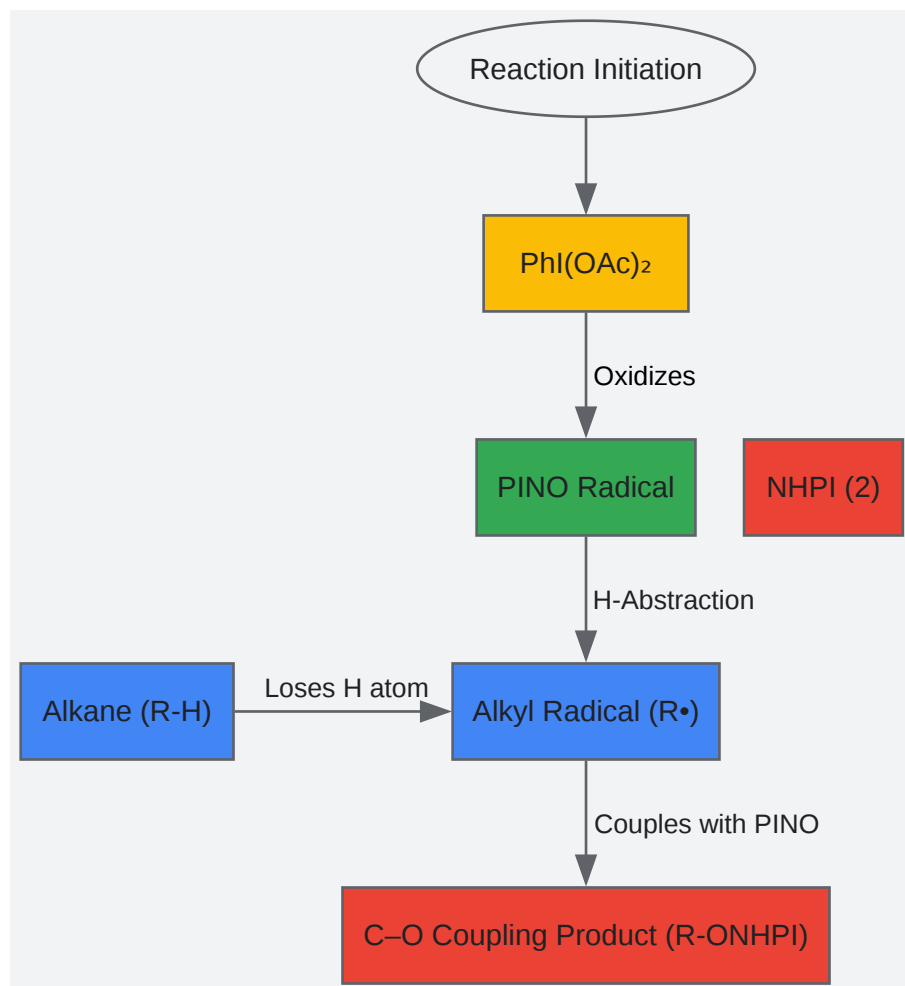 Reaction Initiation
PhI(OAc)₂
Oxidizes
PINO Radical
NHPI (2)
H-Abstraction
Alkane (R-H)
Loses H atom
Alkyl Radical (R•)
Couples with PINO
C–O Coupling Product (R-ONHPI)